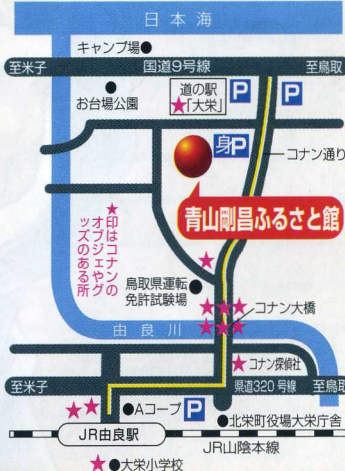 日本海
キャンプ場
至米子
国道9号線
至鳥取
お台場公園
道の駅
★「大栄」
P
P
身P
コナン通り
青山剛昌ふるさと館
★印はコナンの
オブジェやグ
ッズのある所
鳥取県運転
免許試験場
コナン大橋
由良川
コナン探偵社
至米子
県道320号線
至鳥取
Aコープ
P
北栄町役場大栄庁舎
JR由良駅
JR山陰本線
大栄小学校